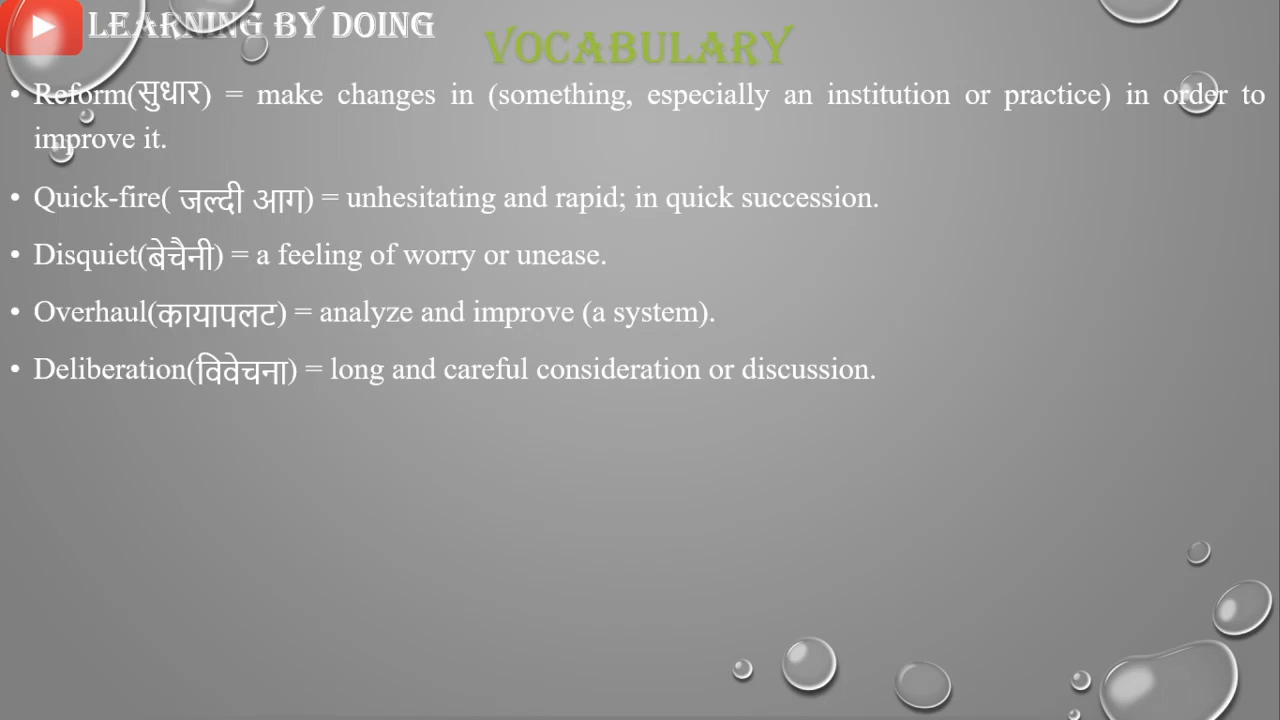 LEARNING BY DOING
VOCABULARY
• Reform(सुधार) = make changes in (something, especially an institution or practice) in order to
improve it.
• Quick-fire( जल्दी आग) = unhesitating and rapid; in quick succession.
• Disquiet(बेचैनी) = a feeling of worry or unease.
• Overhaul(कायापलट) = analyze and improve (a system).
• Deliberation(विवेचना) = long and careful consideration or discussion.